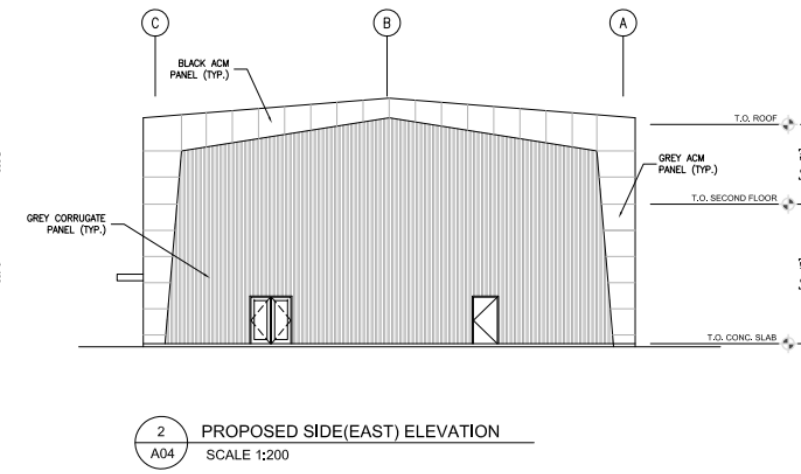 C
B
A
BLACK ACM
PANEL (TYP.)
T.O. ROOF
GREY ACM
PANEL (TYP.)
T.O. SECOND FLOOR
GREY CORRUGATE
PANEL (TYP.)
T.O. CONC. SLAB
2
PROPOSED SIDE(EAST) ELEVATION
A04
SCALE 1:200